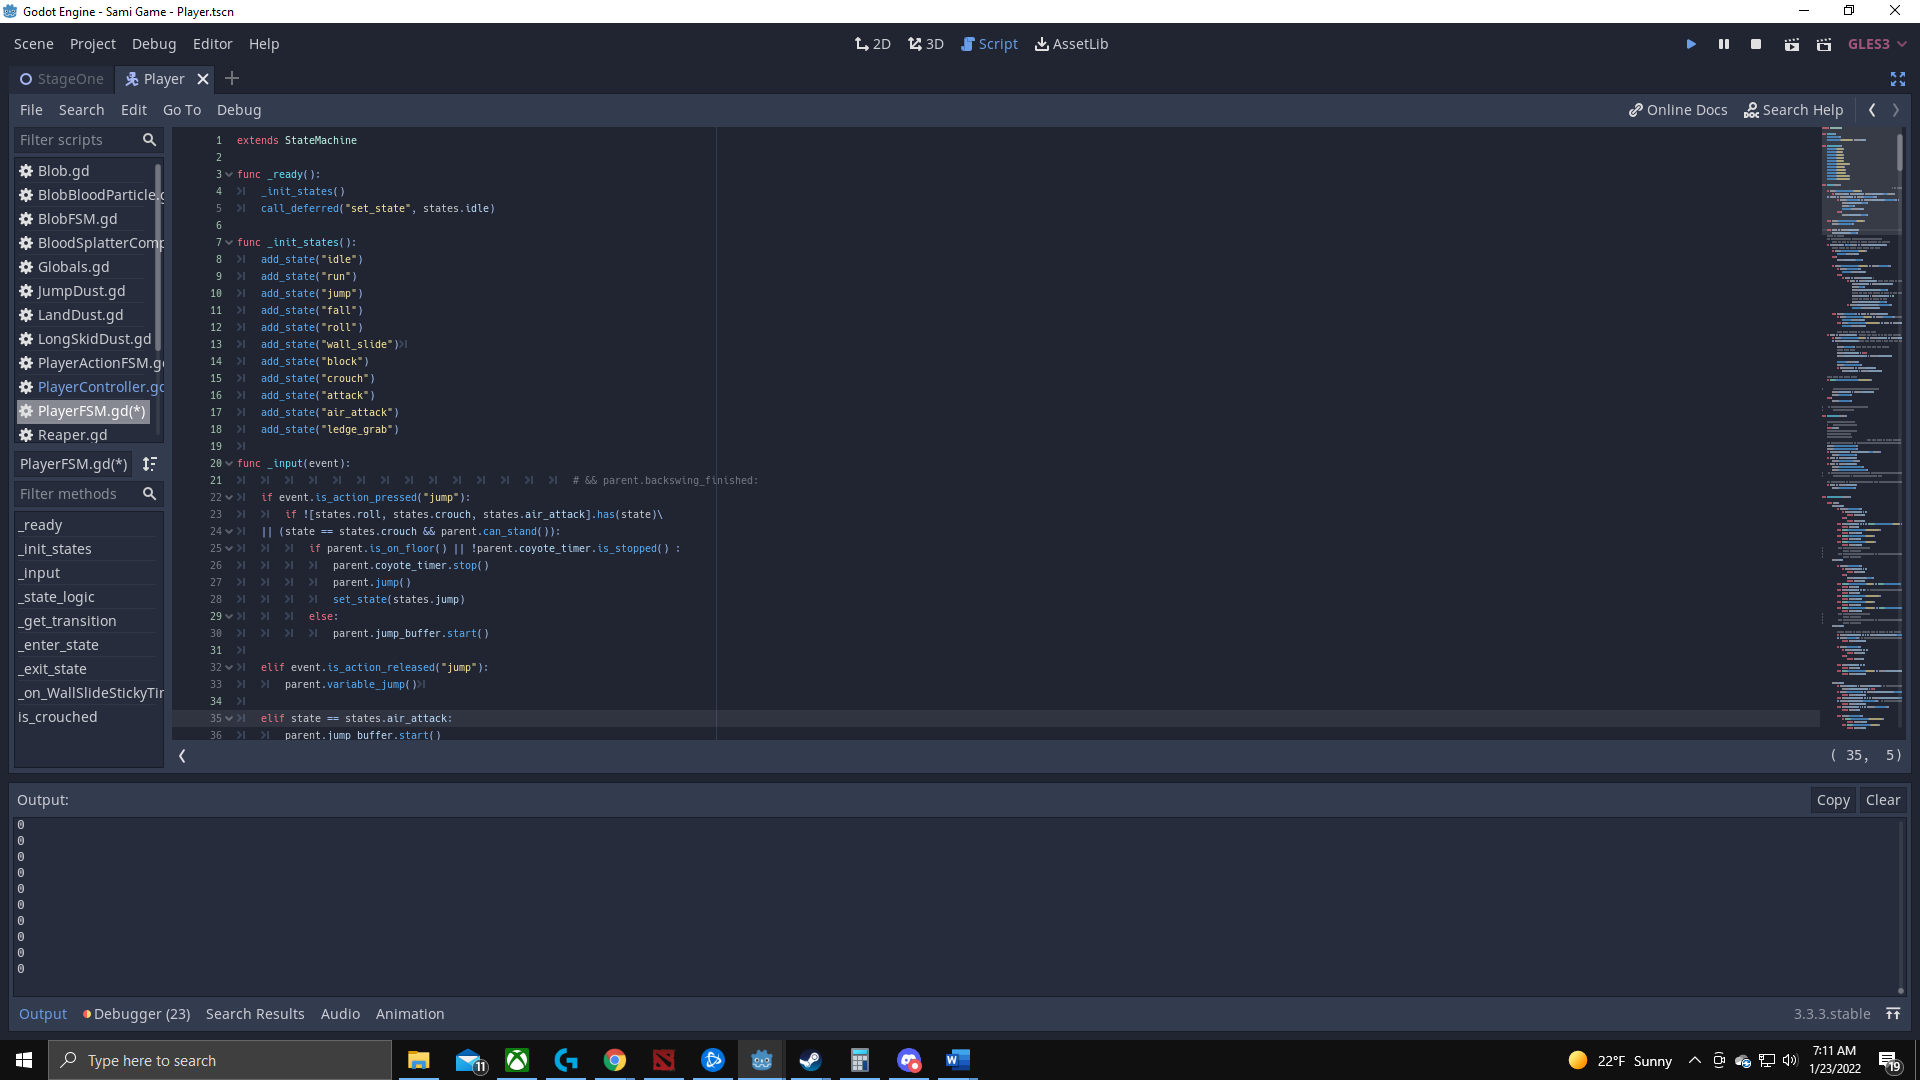 Godot Engine - Sami Game - Player.tscn
Scene Project Debug Editor Help 2D 3D Script AssetLib GLES3
StageOne Player
File Search Edit Go To Debug Online Docs Search Help
Filter scripts
Blob.gd
BlobBloodParticle.g
BlobFSM.gd
BloodSplatterComp
Globals.gd
JumpDust.gd
LandDust.gd
LongSkidDust.gd
PlayerActionFSM.g
PlayerController.gd
PlayerFSM.gd(*)
Reaper.gd
PlayerFSM.gd(*)
Filter methods
_ready
_init_states
_input
_state_logic
_get_transition
_enter_state
_exit_state
_on_WallSlideStickyTir
is_crouched
1 extends StateMachine
2
3 func _ready():
4 _init_states()
5 call_deferred("set_state", states.idle)
6
7 func _init_states():
8 add_state("idle")
9 add_state("run")
10 add_state("jump")
11 add_state("fall")
12 add_state("roll")
13 add_state("wall_slide")
14 add_state("block")
15 add_state("crouch")
16 add_state("attack")
17 add_state("air_attack")
18 add_state("ledge_grab")
19
20 func _input(event):
21 # && parent.backswing_finished:
22 if event.is_action_pressed("jump"):
23 if ![states.roll, states.crouch, states.air_attack].has(state)\
24 || (state == states.crouch && parent.can_stand()):
25 if parent.is_on_floor() || !parent.coyote_timer.is_stopped() :
26 parent.coyote_timer.stop()
27 parent.jump()
28 set_state(states.jump)
29 else:
30 parent.jump_buffer.start()
31
32 elif event.is_action_released("jump"):
33 parent.variable_jump()
34
35 elif state == states.air_attack:
36 parent.jump_buffer.start()
( 35, 5)
Output: Copy Clear
0
0
0
0
0
0
0
0
0
0
Output Debugger (23) Search Results Audio Animation 3.3.3.stable
Type here to search 11 22°F Sunny 7:11 AM
1/23/2022 19